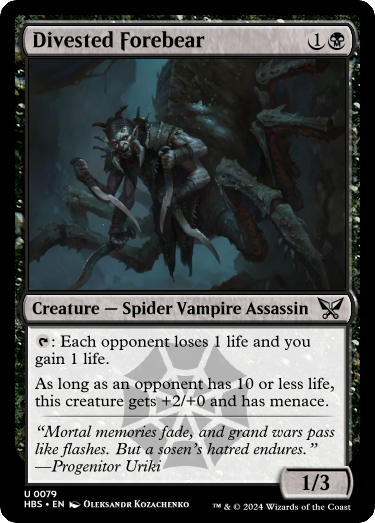 Divested Forebear 1
Creature — Spider Vampire Assassin
: Each opponent loses 1 life and you
gain 1 life.
As long as an opponent has 10 or less life,
this creature gets +2/+0 and has menace.
“Mortal memories fade, and grand wars pass
like flashes. But a sosen’s hatred endures.”
—Progenitor Uriki
1/3
U 0079
HBS • EN Oleksandr Kozachenko
™ & © 2024 Wizards of the Coast